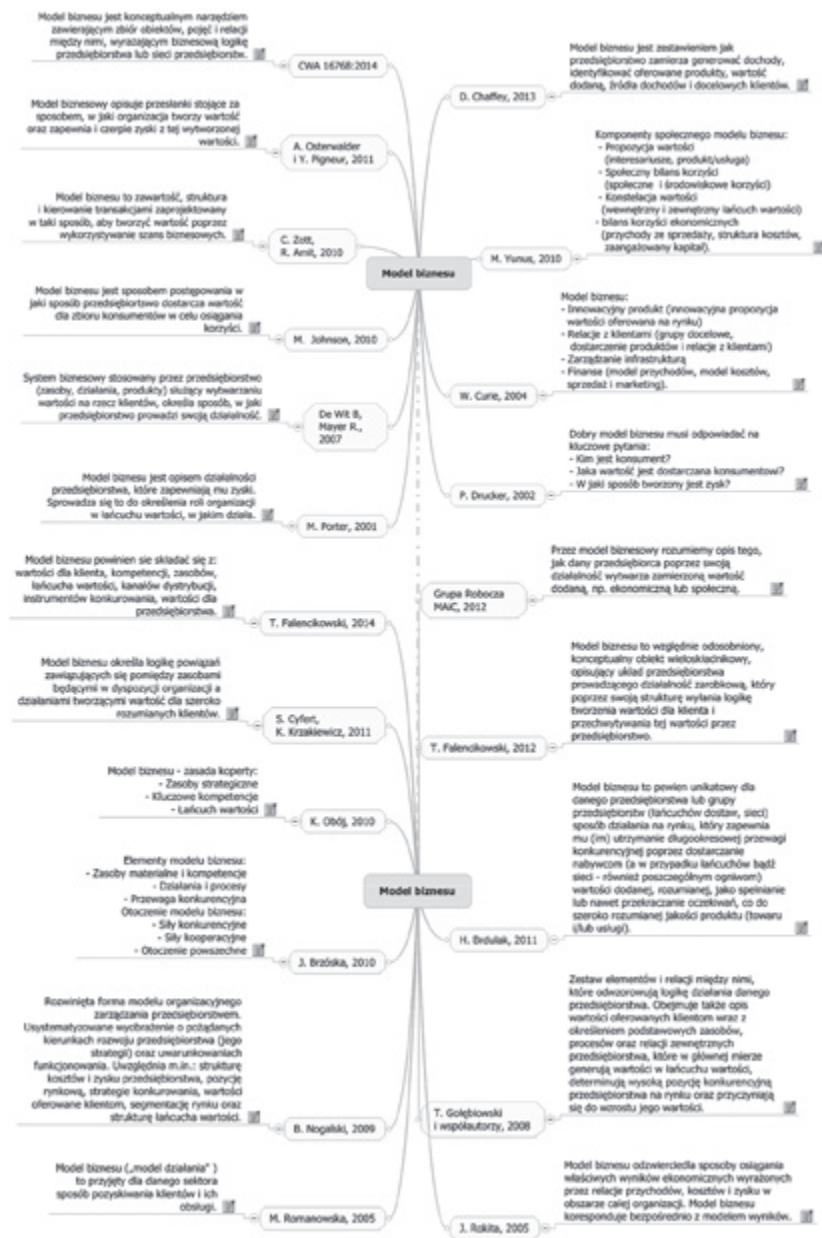 Model biznesu jest konceptualnym narzędziem
zawierającym zbiór obiektów, pojęć i relacji
między nimi, wyrażającym biznesową logikę
przedsiębiorstwa lub sieci przedsiębiorstw.
CWA 16768:2014
Model biznesowy opisuje przesłanki stojące za
sposobem, w jaki organizacja tworzy wartość
oraz zapewnia i czerpie zyski z tej wytworzonej
wartości.
A. Osterwalder
i Y. Pigneur, 2011
Model biznesu to zawartość, struktura
i kierowanie transakcjami zaprojektowany
w taki sposób, aby tworzyć wartość poprzez
wykorzystywanie szans biznesowych.
C. Zott,
R. Amit, 2010
Model biznesu jest sposobem postępowania w
jaki sposób przedsiębiortswo dostarcza wartość
dla zbioru konsumentów w celu osiągania
korzyści.
M. Johnson, 2010
System biznesowy stosowany przez przedsiębiorstwo
(zasoby, działania, produkty) służący wytwarzaniu
wartości na rzecz klientów, określa sposób, w jaki
przedsiębiorstwo prowadzi swoją działalność.
De Wit B,
Mayer R.,
2007
Model biznesu jest opisem działalności
przedsiębiorstwa, które zapewniają mu zyski.
Sprowadza się to do określenia roli organizacji
w łańcuchu wartości, w jakim działa.
M. Porter, 2001
Model biznesu
D. Chaffey, 2013
Model biznesu jest zestawieniem jak
przedsiębiorstwo zamierza generować dochody,
identyfikować oferowane produkty, wartość
dodaną, źródła dochodów i docelowych klientów.
M. Yunus, 2010
Komponenty społecznego modelu biznesu:
- Propozycja wartości
(interesariusze, produkt/usługa)
- Społeczny bilans korzyści
(społeczne i środowiskowe korzyści)
- Konstelacja wartości
(wewnętrzny i zewnętrzny łańcuch wartości)
- bilans korzyści ekonomicznych
(przychody ze sprzedaży, struktura kosztów,
zaangażowany kapitał).
W. Curie, 2004
Model biznesu:
- Innowacyjny produkt (innowacyjna propozycja
wartości oferowana na rynku)
- Relacje z klientami (grupy docelowe,
dostarczenie produktów i relacje z klientami)
- Zarządzanie infrastrukturą
- Finanse (model przychodów, model kosztów,
sprzedaż i marketing).
P. Drucker, 2002
Dobry model biznesu musi odpowiadać na
kluczowe pytania:
- Kim jest konsument?
- Jaka wartość jest dostarczana konsumentowi?
- W jaki sposób tworzony jest zysk?
Model biznesu powinien sie składać się z:
wartości dla klienta, kompetencji, zasobów,
łańcucha wartości, kanałów dystrybucji,
instrumentów konkurowania, wartości dla
przedsiębiorstwa.
T. Falencikowski, 2014
Model biznesu określa logikę powiązań
zawiązujących się pomiędzy zasobami
będącymi w dyspozycji organizacji a
działaniami tworzącymi wartość dla szeroko
rozumianych klientów.
S. Cyfert,
K. Krzakiewicz, 2011
Model biznesu - zasada koperty:
- Zasoby strategiczne
- Kluczowe kompetencje
- Łańcuch wartości
K. Obój, 2010
Elementy modelu biznesu:
- Zasoby materialne i kompetencje
- Działania i procesy
- Przewaga konkurencyjna
Otoczenie modelu biznesu:
- Siły konkurencyjne
- Siły kooperacyjne
- Otoczenie powszechne
J. Brzóska, 2010
Rozwinięta forma modelu organizacyjnego
zarządzania przedsiębiorstwem.
Usystematyzowane wyobrażenie o pożądanych
kierunkach rozwoju przedsiębiorstwa (jego
strategii) oraz uwarunkowaniach
funkcjonowania. Uwzględnia m.in.: strukturę
kosztów i zysku przedsiębiorstwa, pozycję
rynkową, strategie konkurowania, wartości
oferowane klientom, segmentację rynku oraz
strukturę łańcucha wartości.
B. Nogalski, 2009
Model biznesu („model działania" )
to przyjęty dla danego sektora
sposób pozyskiwania klientów i ich
obsługi.
M. Romanowska, 2005
Model biznesu
Grupa Robocza
MAiC, 2012
Przez model biznesowy rozumiemy opis tego,
jak dany przedsiębiorca poprzez swoją
działalność wytwarza zamierzoną wartość
dodaną, np. ekonomiczną lub społeczną.
T. Falencikowski, 2012
Model biznesu to względnie odosobniony,
konceptualny obiekt wieloskładnikowy,
opisujący układ przedsiębiorstwa
prowadzącego działalność zarobkową, który
poprzez swoją strukturę wyłania logikę
tworzenia wartości dla klienta i
przechwytywania tej wartości przez
przedsiębiorstwo.
H. Brdulak, 2011
Model biznesu to pewien unikatowy dla
danego przedsiębiorstwa lub grupy
przedsiębiorstw (łańcuchów dostaw, sieci)
sposób działania na rynku, który zapewnia
mu (im) utrzymanie długookresowej przewagi
konkurencyjnej poprzez dostarczanie
nabywcom (a w przypadku łańcuchów bądź
sieci - również poszczególnym ogniwom)
wartości dodanej, rozumianej, jako spełnianie
lub nawet przekraczanie oczekiwań, co do
szeroko rozumianej jakości produktu (towaru
i/lub usługi).
T. Gołębiowski
i współautorzy, 2008
Zestaw elementów i relacji między nimi,
które odwzorowują logikę działania danego
przedsiębiorstwa. Obejmuje także opis
wartości oferowanych klientom wraz z
określeniem podstawowych zasobów,
procesów oraz relacji zewnętrznych
przedsiębiorstwa, które w głównej mierze
generują wartości w łańcuchu wartości,
determinują wysoką pozycję konkurencyjną
przedsiębiorstwa na rynku oraz przyczyniają
się do wzrostu jego wartości.
J. Rokita, 2005
Model biznesu odzwierciedla sposoby osiągania
właściwych wyników ekonomicznych wyrażonych
przez relacje przychodów, kosztów i zysku w
obszarze całej organizacji. Model biznesu
koresponduje bezpośrednio z modelem wyników.